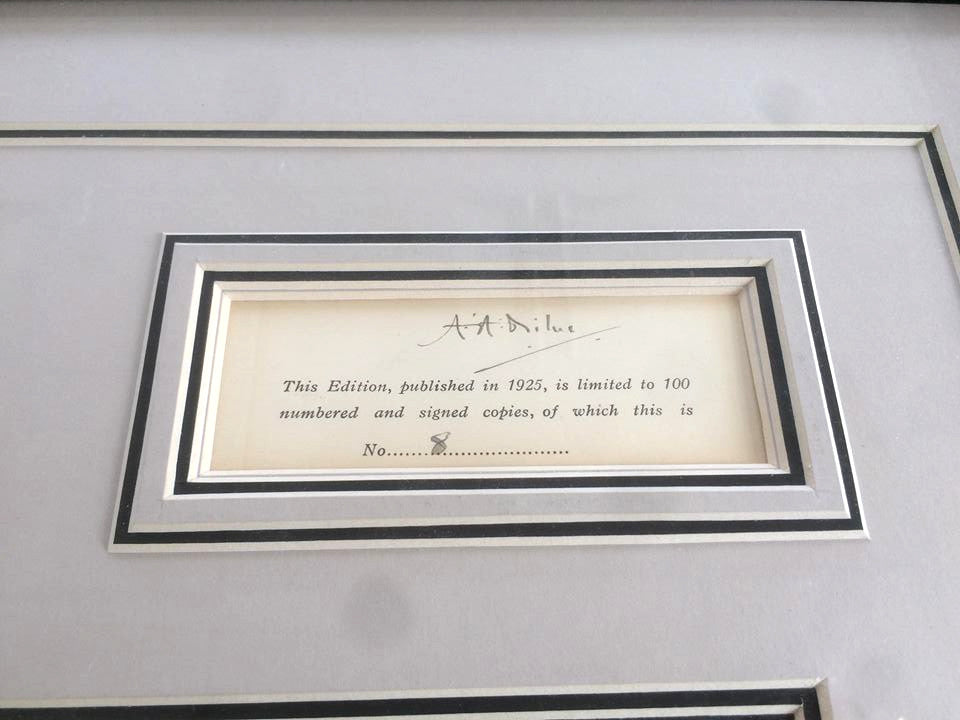 A. A. Milne
This Edition, published in 1925, is limited to 100
numbered and signed copies, of which this is
No.......8..............................